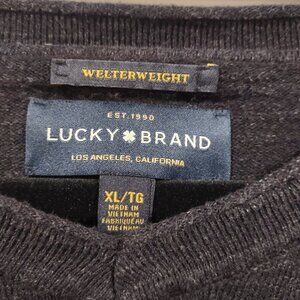 WELTERWEIGHT
EST. 1990
LUCKY BRAND
LOS ANGELES, CALIFORNIA
XL/TG
MADE IN
VIETNAM
FABRIQUÉ AU
VIETNAM